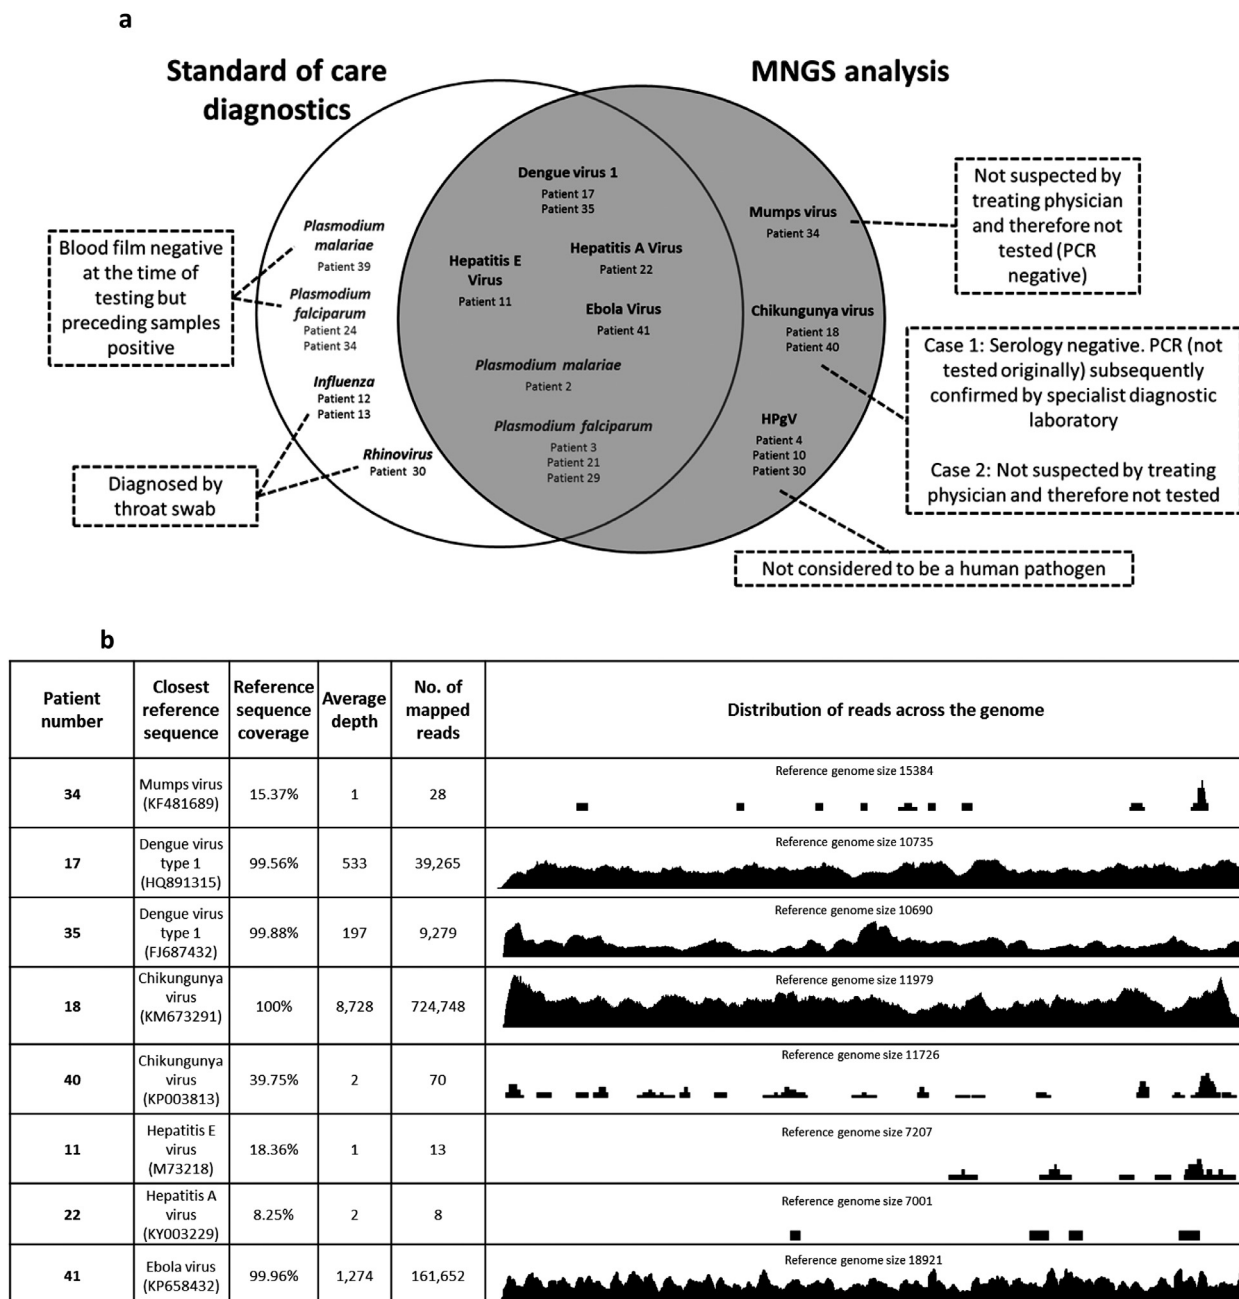 a
Standard of care
diagnostics
MNGS analysis
Blood film negative
at the time of
testing but
preceding samples
positive
Diagnosed by
throat swab
Plasmodium
malariae
Patient 39
Plasmodium
falciparum
Patient 24
Patient 34
Influenza
Patient 12
Patient 13
Rhinovirus
Patient 30
Dengue virus 1
Patient 17
Patient 35
Hepatitis E
Virus
Patient 11
Hepatitis A Virus
Patient 22
Ebola Virus
Patient 41
Plasmodium malariae
Patient 2
Plasmodium falciparum
Patient 3
Patient 21
Patient 29
Mumps virus
Patient 34
Chikungunya virus
Patient 18
Patient 40
HPgV
Patient 4
Patient 10
Patient 30
Not suspected by
treating physician
and therefore not
tested (PCR
negative)
Case 1: Serology negative. PCR (not
tested originally) subsequently
confirmed by specialist diagnostic
laboratory
Case 2: Not suspected by treating
physician and therefore not tested
Not considered to be a human pathogen
b
Patient
number
Closest
reference
sequence
Reference
sequence
coverage
Average
depth
No. of
mapped
reads
Distribution of reads across the genome
34
Mumps virus
(KF481689)
15.37%
1
28
Reference genome size 15384
17
Dengue virus
type 1
(HQ891315)
99.56%
533
39,265
Reference genome size 10735
35
Dengue virus
type 1
(FJ687432)
99.88%
197
9,279
Reference genome size 10690
18
Chikungunya
virus
(KM673291)
100%
8,728
724,748
Reference genome size 11979
40
Chikungunya
virus
(KP003813)
39.75%
2
70
Reference genome size 11726
11
Hepatitis E
virus
(M73218)
18.36%
1
13
Reference genome size 7207
22
Hepatitis A
virus
(KY003229)
8.25%
2
8
Reference genome size 7001
41
Ebola virus
(KP658432)
99.96%
1,274
161,652
Reference genome size 18921